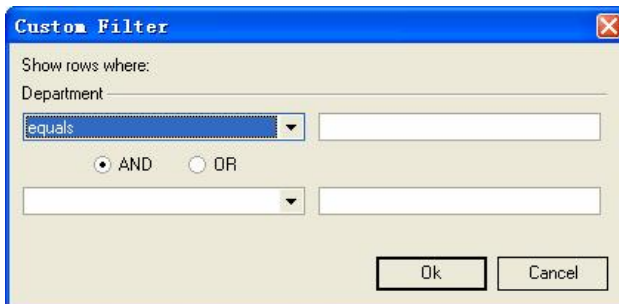 Custom Filter
Show rows where:
Department
equals
AND OR
Ok Cancel